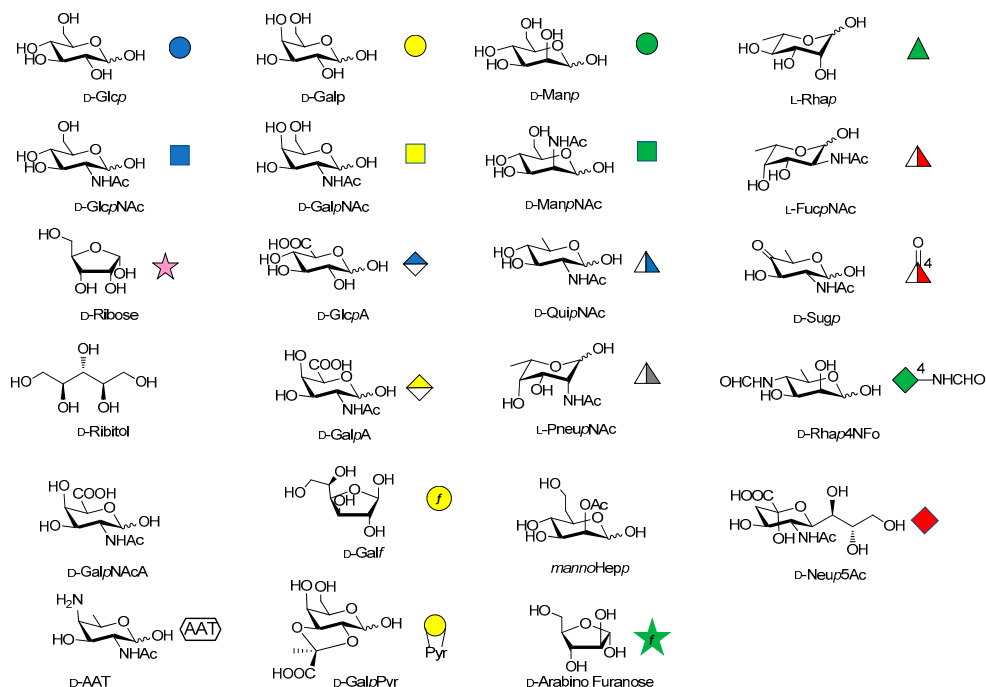 OH
HO
HO
O
OH
OH
D-Glcp
OH
OH
HO
O
OH
OH
D-Galp
HO
OH
HO
HO
O
OH
D-Manp
OH
O
HO
HO
OH
L-Rhap
OH
HO
HO
O
OH
NHAc
D-GlcpNAc
OH
OH
HO
O
OH
NHAc
D-GalpNAc
HO
NHAc
HO
HO
O
OH
D-ManpNAc
OH
O
NHAc
HO
HO
L-FucpNAc
HO
O
OH
OH
OH
D-Ribose
HOOC
HO
HO
O
OH
OH
D-GlcpA
HO
HO
O
OH
NHAc
D-QuipNAc
O
HO
O
OH
NHAc
D-Sugp
O
4
OH
HO
OH
OH
OH
D-Ribitol
OH
COOH
HO
O
OH
NHAc
D-GalpA
OH
O
HO
HO
NHAc
L-PneupNAc
OH
OHCHN
HO
O
OH
D-Rhap4NFo
4
NHCHO
OH
COOH
HO
O
OH
NHAc
D-GalpNAcA
OH
OH
HO
O
OH
OH
D-Galf
f
HO
OAc
HO
HO
O
OH
mannoHepp
HOOC
OH
HO
O
OH
NHAc
OH
OH
D-Neup5Ac
H2N
HO
O
OH
NHAc
D-AAT
AAT
HO
OH
O
O
O
OH
HOOC
D-GalpPyr
Pyr
HO
OH
O
OH
OH
D-Arabino Furanose
f